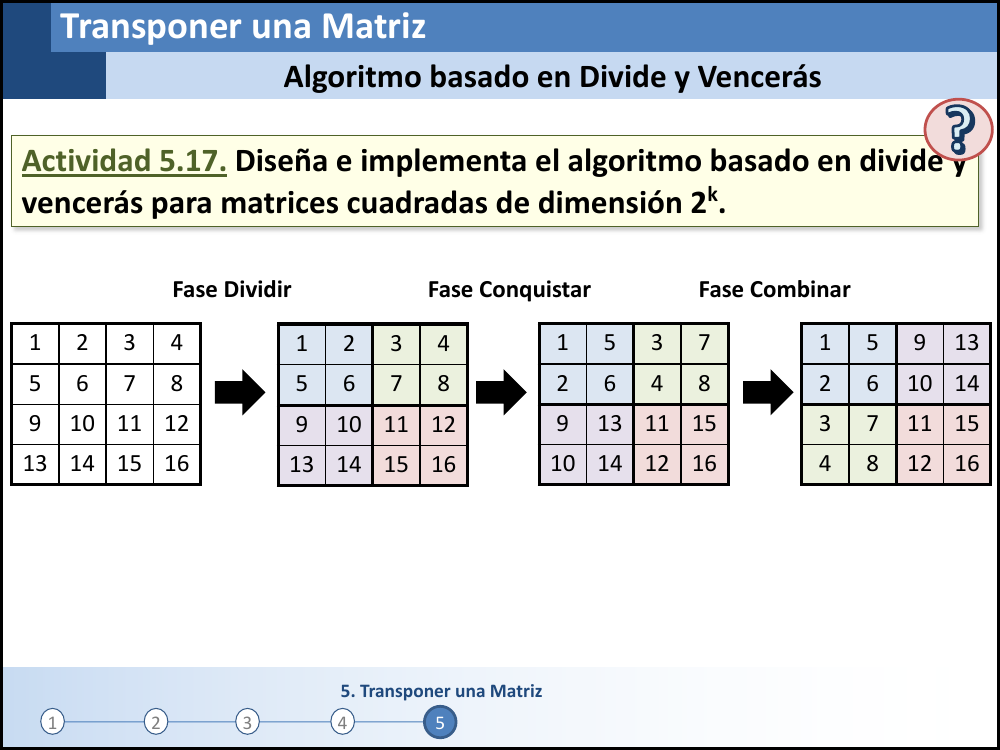 Transponer una Matriz
Algoritmo basado en Divide y Vencerás
?
Actividad 5.17. Diseña e implementa el algoritmo basado en divide y
vencerás para matrices cuadradas de dimensión 2ᵏ.
Fase Dividir Fase Conquistar Fase Combinar
1 2 3 4 1 2 3 4 1 5 3 7 1 5 9 13
5 6 7 8 5 6 7 8 2 6 4 8 2 6 10 14
9 10 11 12 9 10 11 12 9 13 11 15 3 7 11 15
13 14 15 16 13 14 15 16 10 14 12 16 4 8 12 16
5. Transponer una Matriz
1 2 3 4 5